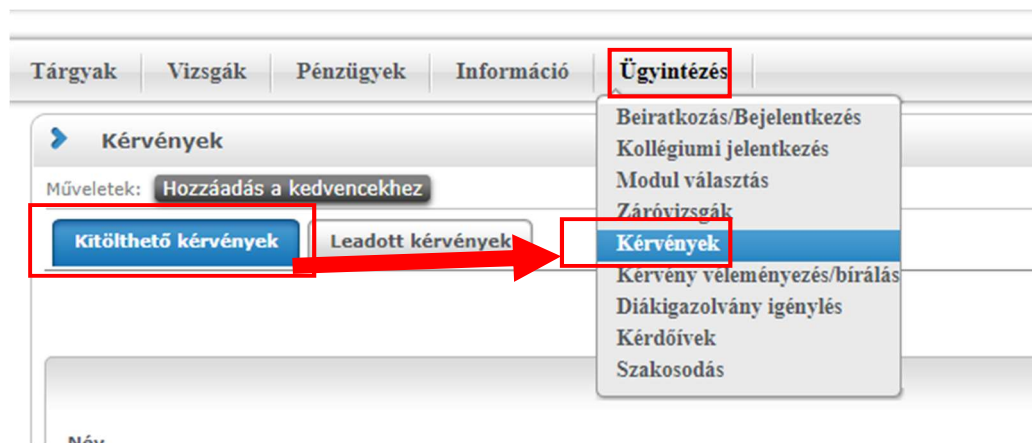 Tárgyak Vizsgák Pénzügyek Információ Ügyintézés
Beiratkozás/Bejelentkezés
Kollégiumi jelentkezés
Modul választás
Záróvizsgák
Kérvények
Kérvény véleményezés/bírálás
Diákigazolvány igénylés
Kérdőívek
Szakosodás
Kérvények
Műveletek: Hozzáadás a kedvencekhez
Kitölthető kérvények Leadott kérvények
Név